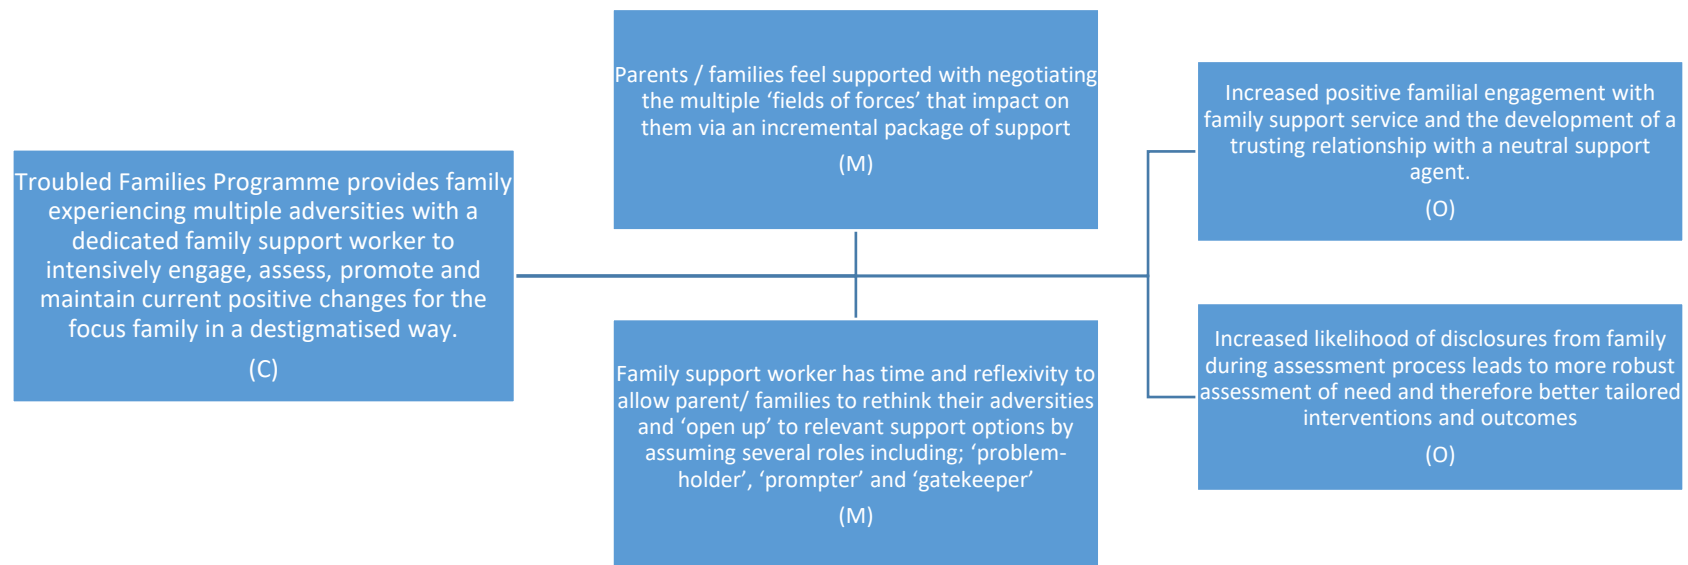 Troubled Families Programme provides family
experiencing multiple adversities with a
dedicated family support worker to
intensively engage, assess, promote and
maintain current positive changes for the
focus family in a destigmatised way.
(C)
Parents / families feel supported with negotiating
the multiple ‘fields of forces’ that impact on
them via an incremental package of support
(M)
Family support worker has time and reflexivity to
allow parent/ families to rethink their adversities
and ‘open up’ to relevant support options by
assuming several roles including; ‘problem-
holder’, ‘prompter’ and ‘gatekeeper’
(M)
Increased positive familial engagement with
family support service and the development of a
trusting relationship with a neutral support
agent.
(O)
Increased likelihood of disclosures from family
during assessment process leads to more robust
assessment of need and therefore better tailored
interventions and outcomes
(O)